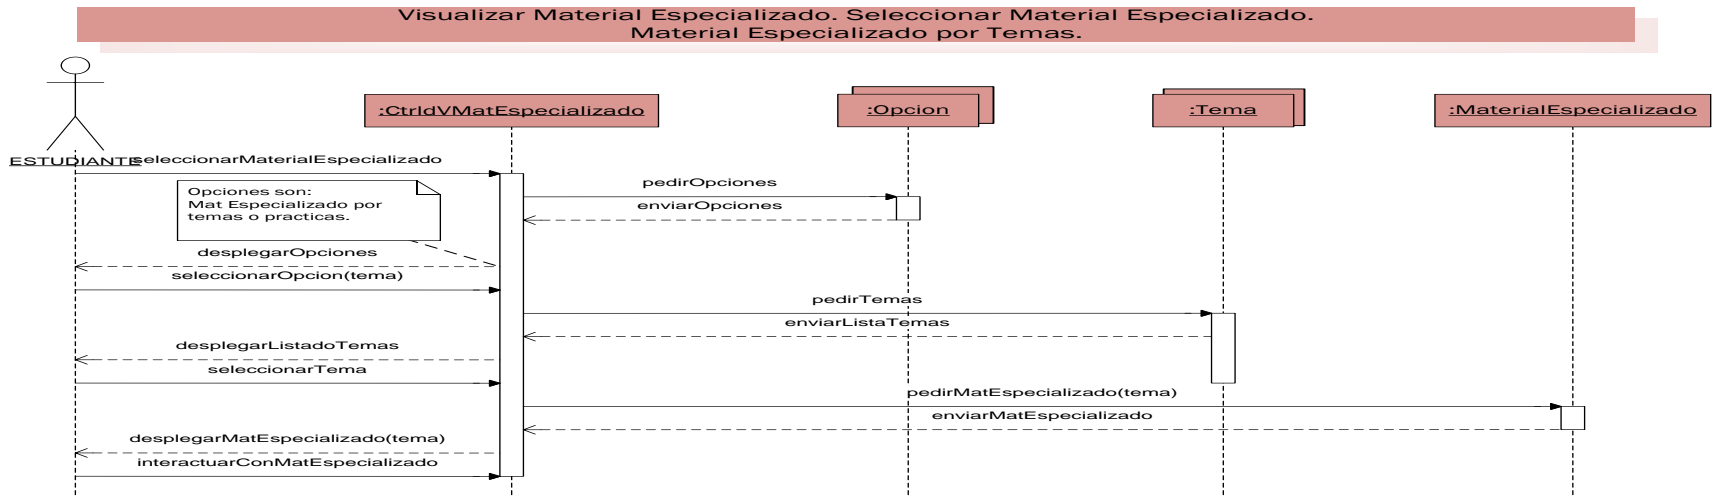 Visualizar Material Especializado. Seleccionar Material Especializado.
Material Especializado por Temas.
:CtrldVMatEspecializado
:Opcion
:Tema
:MaterialEspecializado
ESTUDIANTE
seleccionarMaterialEspecializado
pedirOpciones
Opciones son:
Mat Especializado por
temas o practicas.
enviarOpciones
desplegarOpciones
seleccionarOpcion(tema)
pedirTemas
enviarListaTemas
desplegarListadoTemas
seleccionarTema
pedirMatEspecializado(tema)
enviarMatEspecializado
desplegarMatEspecializado(tema)
interactuarConMatEspecializado